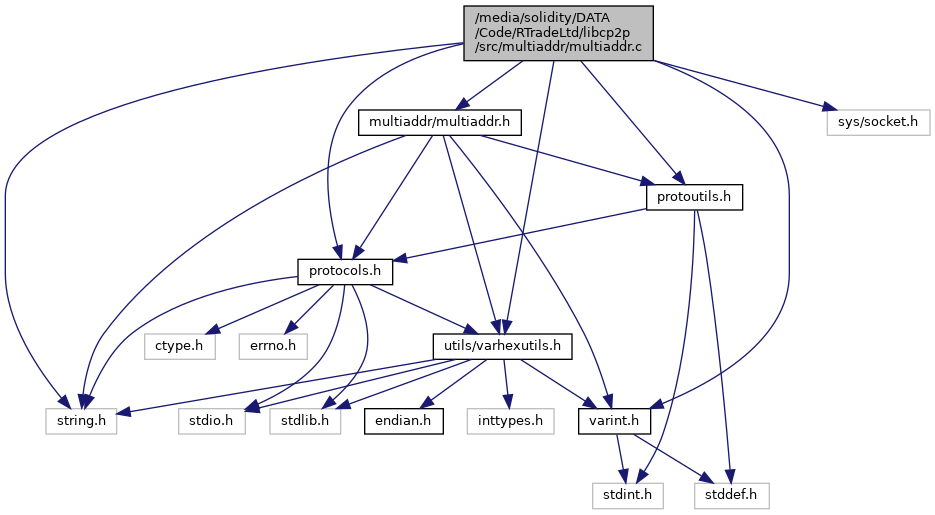 /media/solidity/DATA
/Code/RTradeLtd/libcp2p
/src/multiaddr/multiaddr.c
multiaddr/multiaddr.h
sys/socket.h
protoutils.h
protocols.h
ctype.h
errno.h
utils/varhexutils.h
string.h
stdio.h
stdlib.h
endian.h
inttypes.h
varint.h
stdint.h
stddef.h